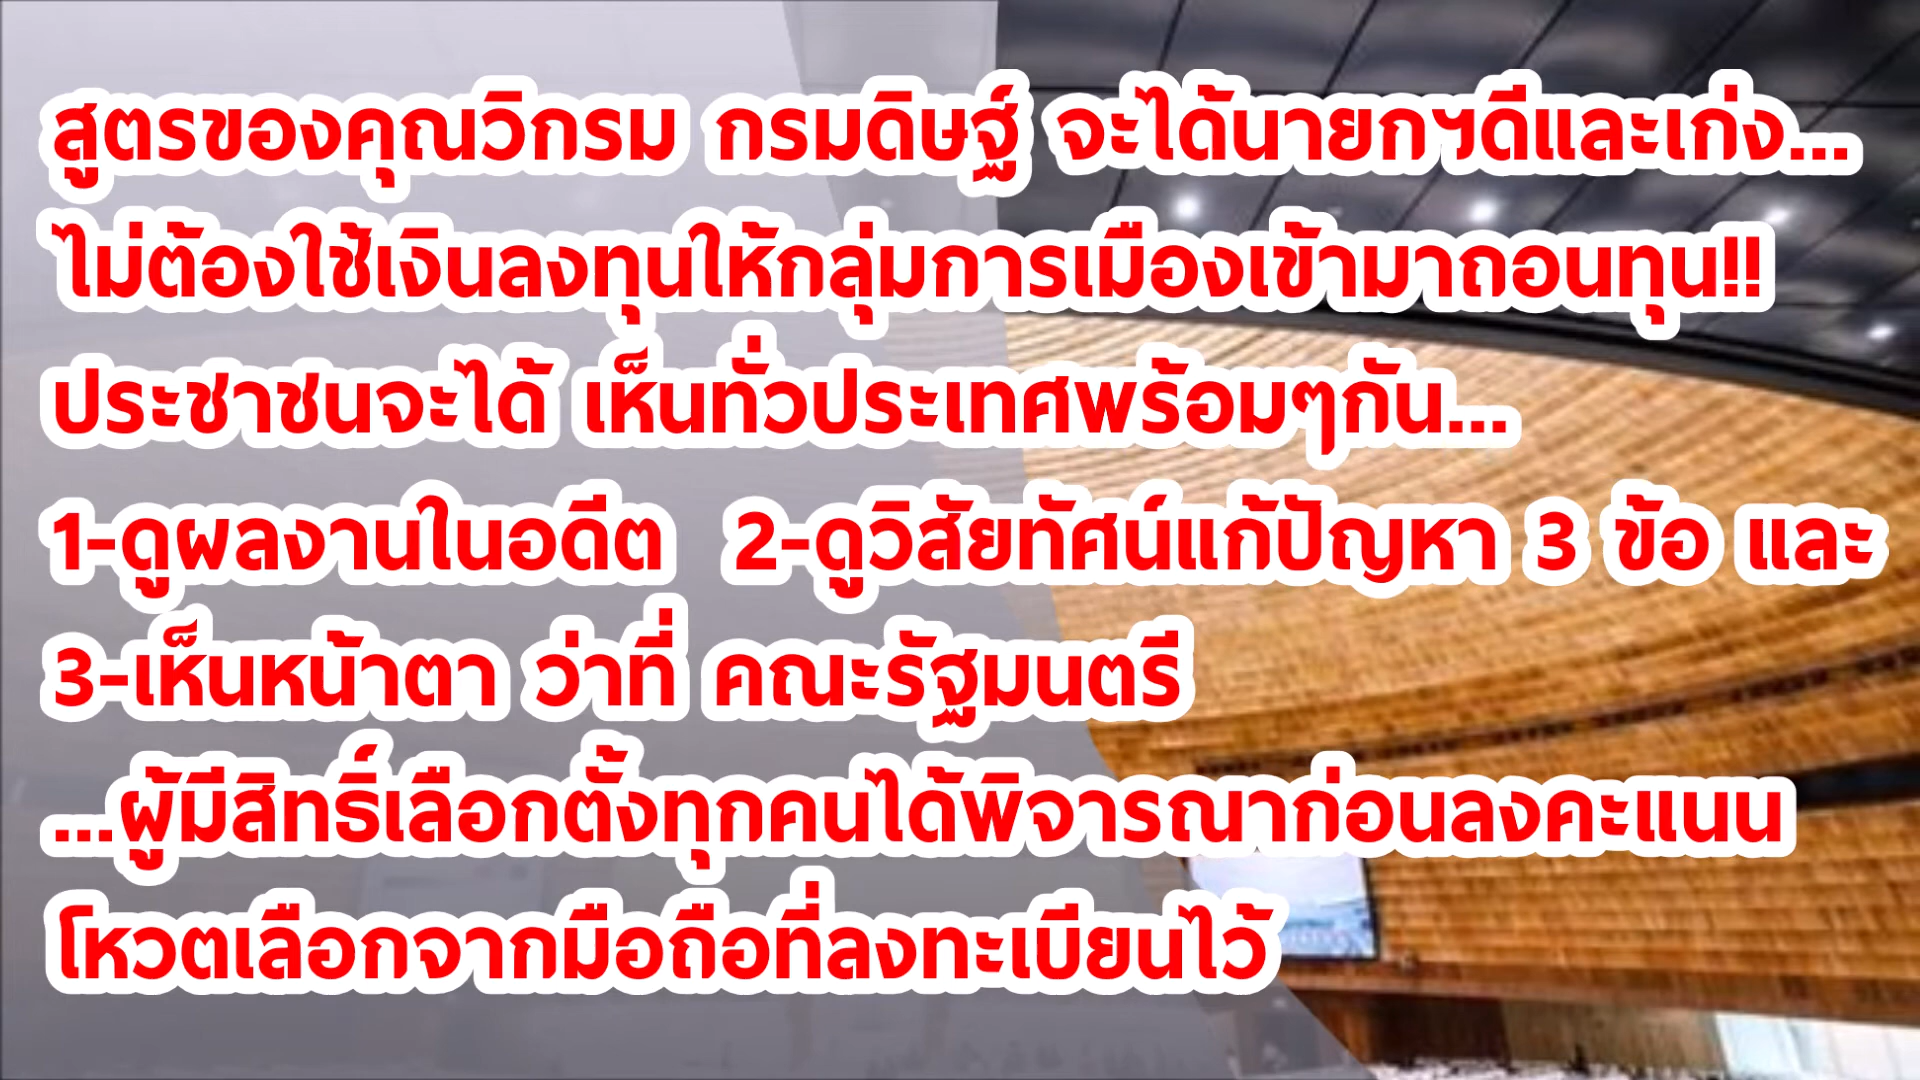 สูตรของคุณวิกรม กรมดิษฐ์ จะได้นายกฯดีและเก่ง...
ไม่ต้องใช้เงินลงทุนให้กลุ่มการเมืองเข้ามาถอนทุน!!
ประชาชนจะได้ เห็นทั่วประเทศพร้อมๆกัน...
1-ดูผลงานในอดีต 2-ดูวิสัยทัศน์แก้ปัญหา 3 ข้อ และ
3-เห็นหน้าตา ว่าที่ คณะรัฐมนตรี
...ผู้มีสิทธิ์เลือกตั้งทุกคนได้พิจารณาก่อนลงคะแนน
โหวตเลือกจากมือถือที่ลงทะเบียนไว้